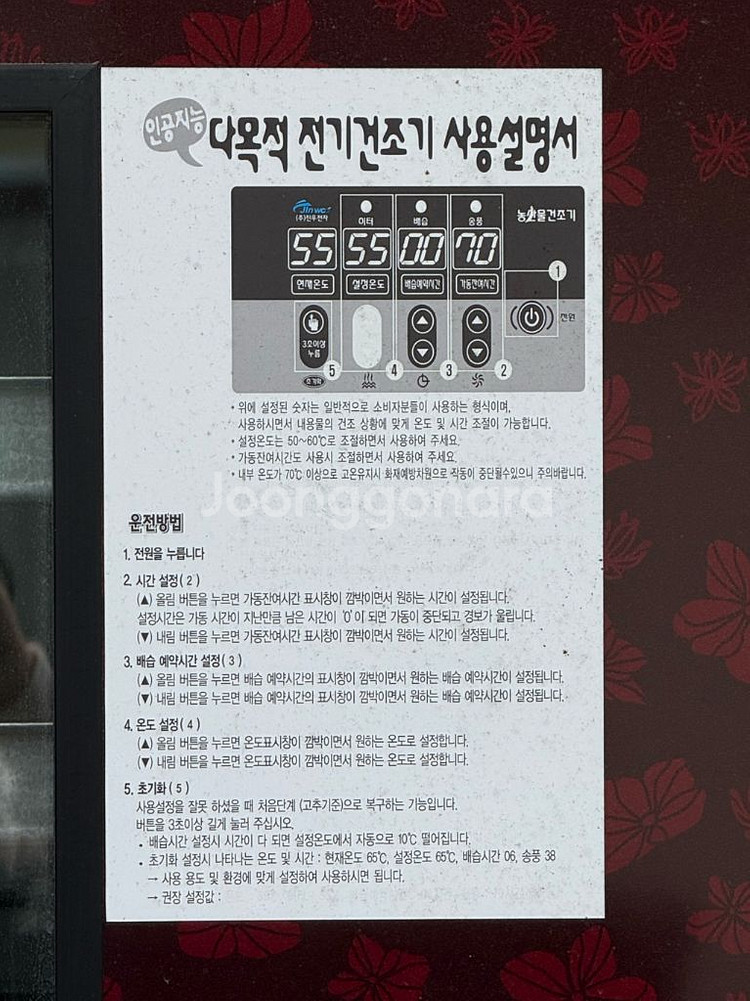 인공지능
다목적 전기건조기 사용설명서
(주)진우전자
히터 배습 송풍
농산물건조기
55 55 00 70
현재온도 설정온도 배습예약시간 가동잔여시간
1
전원
3초이상
누름
5 4 3 2
초기화
• 위에 설정된 숫자는 일반적으로 소비자분들이 사용하는 형식이며,
사용하시면서 내용물의 건조 상황에 맞게 온도 및 시간 조절이 가능합니다.
• 설정온도는 50~60℃로 조절하면서 사용하여 주세요.
• 가동잔여시간도 사용시 조절하면서 사용하여 주세요.
• 내부 온도가 70℃ 이상으로 고온유지시 화재예방차원으로 작동이 중단될수있으니 주의바랍니다.
Joonggonara
운전방법
1. 전원을 누릅니다
2. 시간 설정( 2 )
(▲) 올림 버튼을 누르면 가동잔여시간 표시창이 깜박이면서 원하는 시간이 설정됩니다.
설정시간은 가동 시간이 지난만큼 남은 시간이 '0'이 되면 가동이 중단되고 경보가 울립니다.
(▼) 내림 버튼을 누르면 가동잔여시간 표시창이 깜박이면서 원하는 시간이 설정됩니다.
3. 배습 예약시간 설정( 3 )
(▲) 올림 버튼을 누르면 배습 예약시간의 표시창이 깜박이면서 원하는 배습 예약시간이 설정됩니다.
(▼) 내림 버튼을 누르면 배습 예약시간의 표시창이 깜박이면서 원하는 배습 예약시간이 설정됩니다.
4. 온도 설정( 4 )
(▲) 올림 버튼을 누르면 온도표시창이 깜박이면서 원하는 온도로 설정합니다.
(▼) 내림 버튼을 누르면 온도표시창이 깜박이면서 원하는 온도로 설정합니다.
5. 초기화 ( 5 )
사용설정을 잘못 하셨을 때 처음단계 (고추기준)으로 복구하는 기능입니다.
버튼을 3초이상 길게 눌러 주십시오.
• 배습시간 설정시 시간이 다 되면 설정온도에서 자동으로 10℃ 떨어집니다.
• 초기화 설정시 나타나는 온도 및 시간 : 현재온도 65℃, 설정온도 65℃, 배습시간 06, 송풍 38
→ 사용 용도 및 환경에 맞게 설정하여 사용하시면 됩니다.
→ 권장 설정값 :